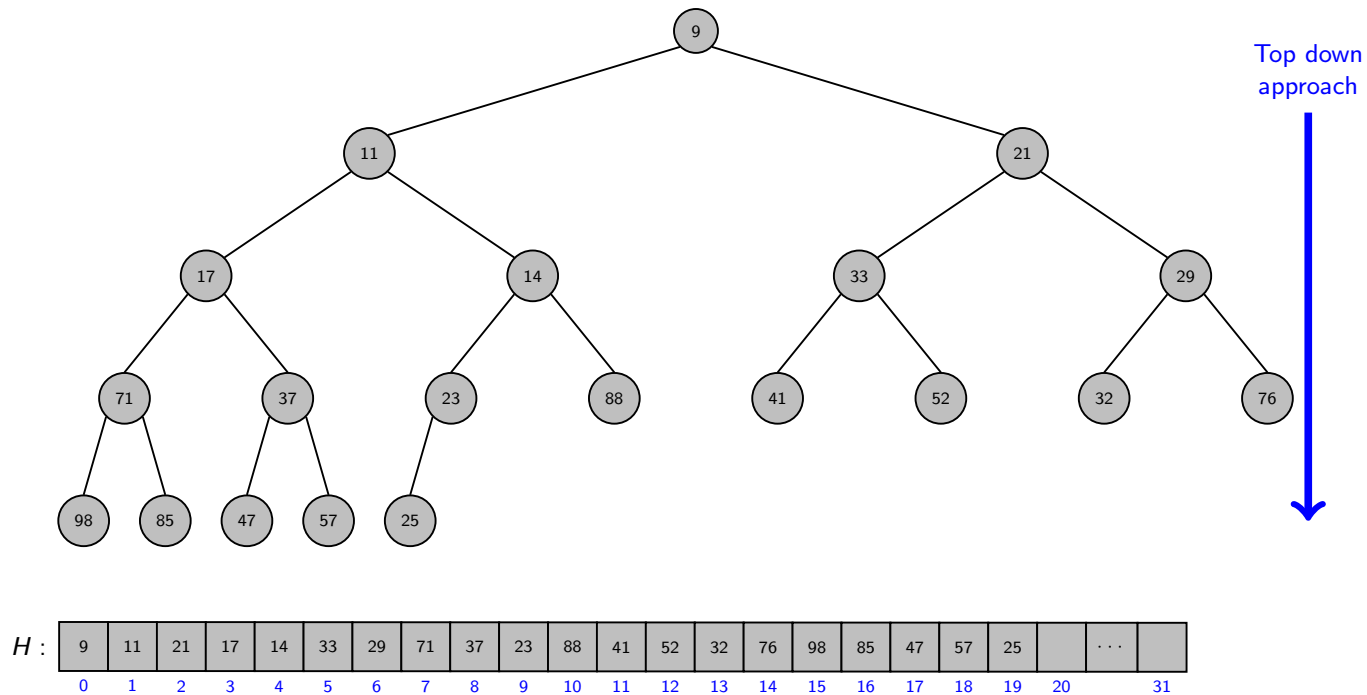 9
Top down
approach
11 21
17 14 33 29
71 37 23 88 41 52 32 76
98 85 47 57 25
H : 9 11 21 17 14 33 29 71 37 23 88 41 52 32 76 98 85 47 57 25 · · ·
0 1 2 3 4 5 6 7 8 9 10 11 12 13 14 15 16 17 18 19 20 31